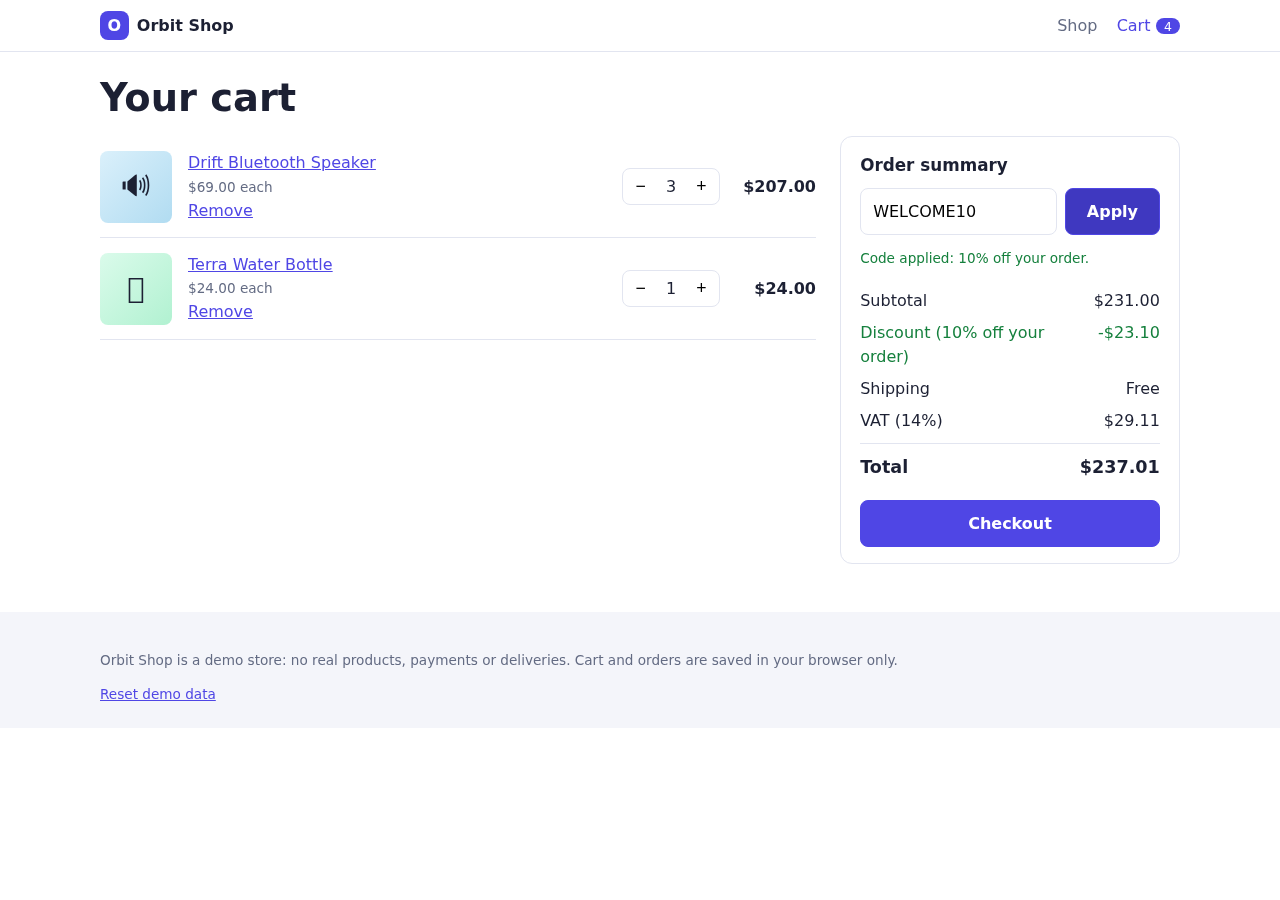 O Orbit Shop
Shop Cart 4
Your cart
Drift Bluetooth Speaker
$69.00 each
Remove
− 3 + $207.00
Terra Water Bottle
$24.00 each
Remove
− 1 + $24.00
Order summary
WELCOME10 Apply
Code applied: 10% off your order.
Subtotal $231.00
Discount (10% off your -$23.10
order)
Shipping Free
VAT (14%) $29.11
Total $237.01
Checkout
Orbit Shop is a demo store: no real products, payments or deliveries. Cart and orders are saved in your browser only.
Reset demo data